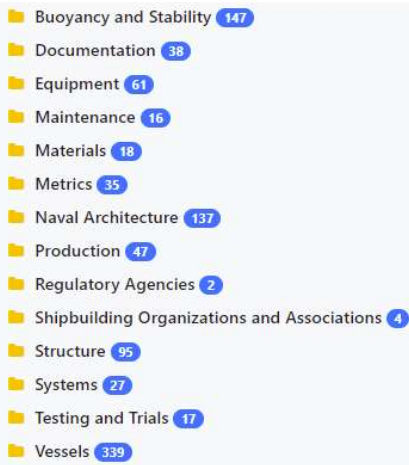 Buoyancy and Stability 147
Documentation 38
Equipment 61
Maintenance 16
Materials 18
Metrics 35
Naval Architecture 137
Production 47
Regulatory Agencies 2
Shipbuilding Organizations and Associations 4
Structure 95
Systems 27
Testing and Trials 17
Vessels 339